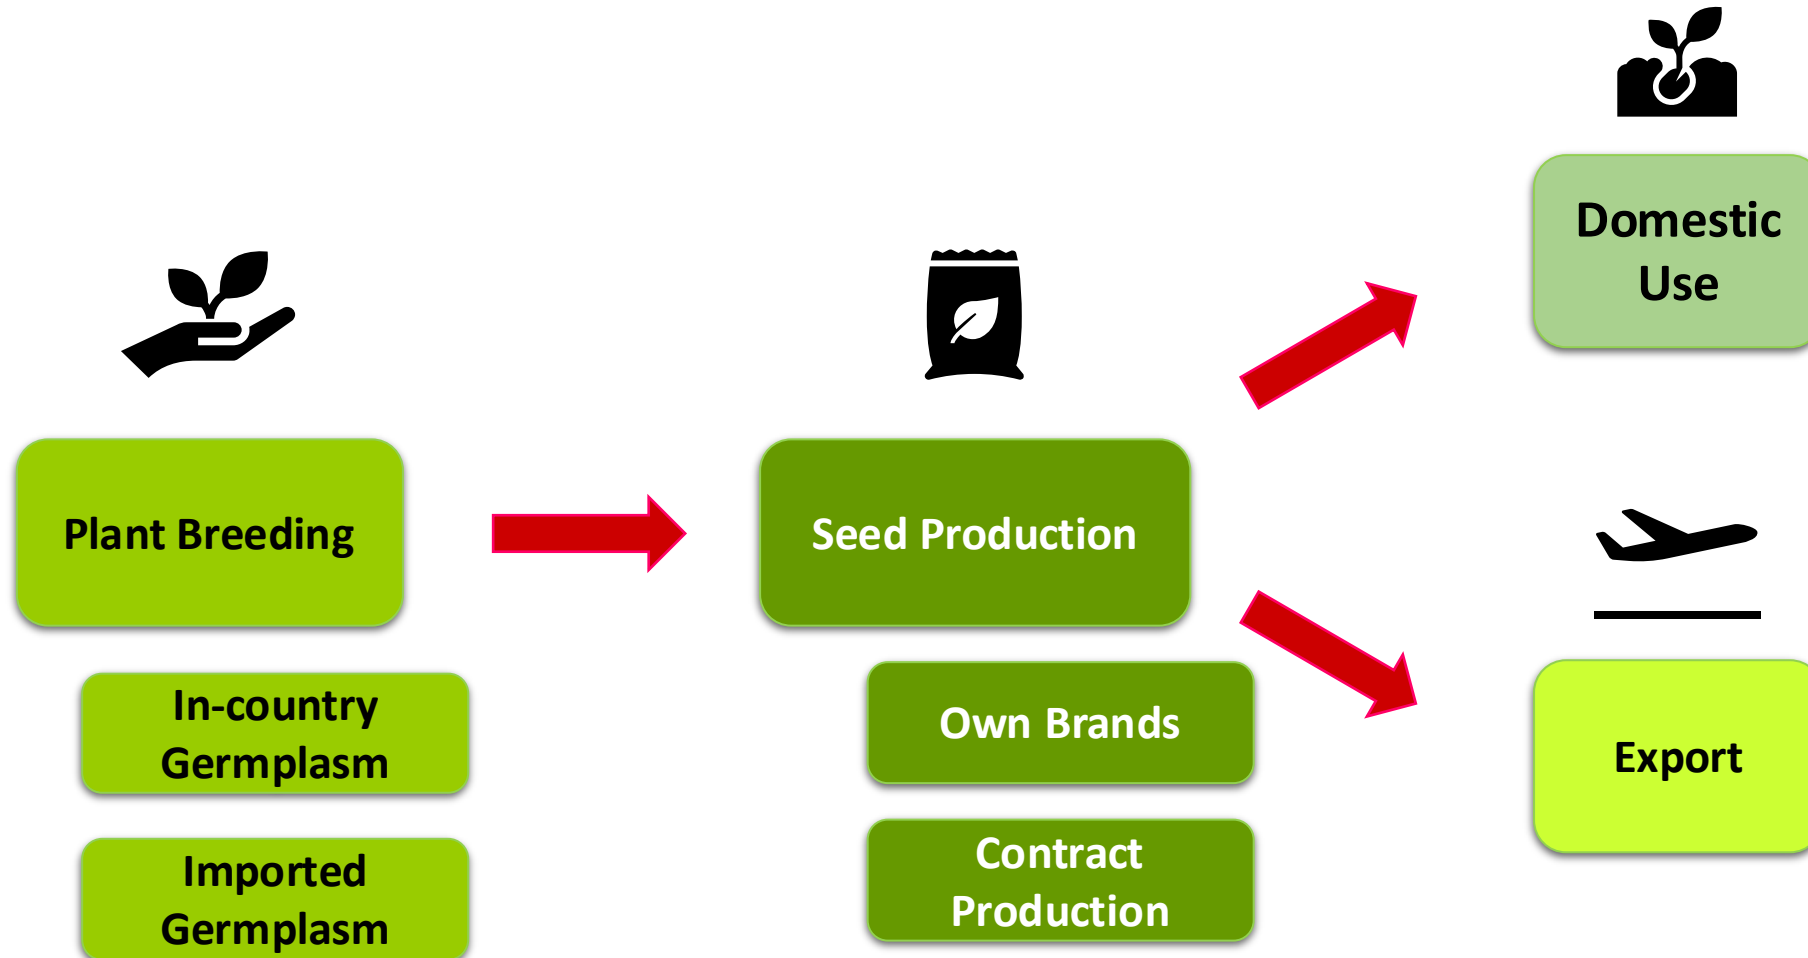 Plant Breeding
In-country
Germplasm
Imported
Germplasm
Seed Production
Own Brands
Contract
Production
Domestic
Use
Export